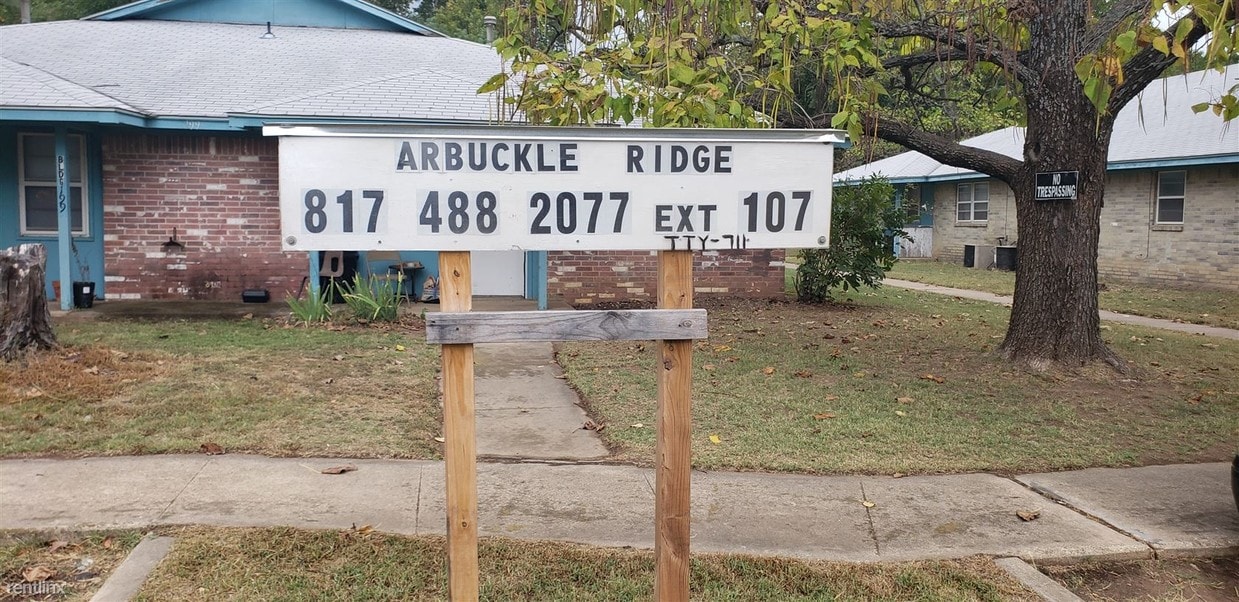 ARBUCKLE RIDGE
817 488 2077 EXT 107
TTY-711
NO
TRESPASSING
rentlinx